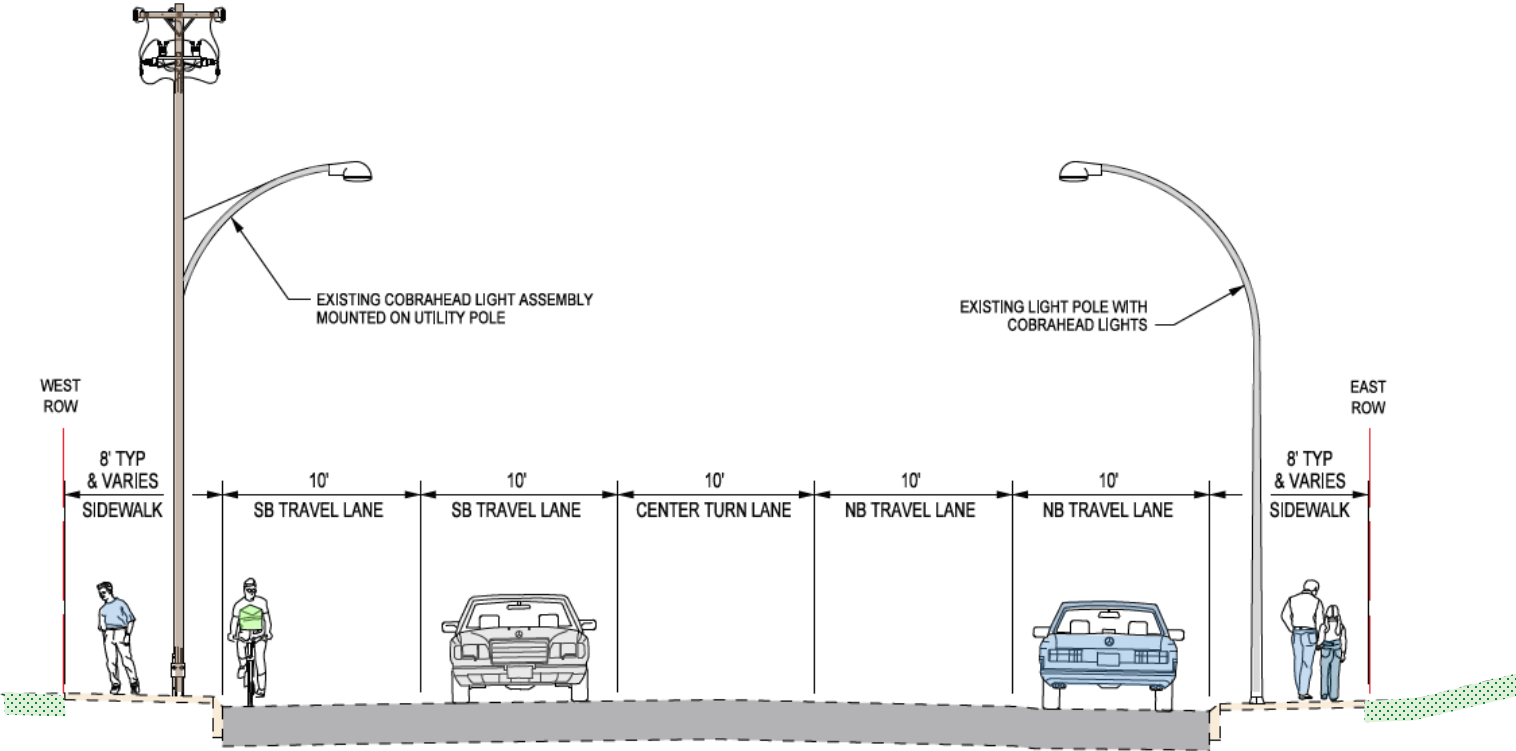 EXISTING COBRAHEAD LIGHT ASSEMBLY
MOUNTED ON UTILITY POLE
EXISTING LIGHT POLE WITH
COBRAHEAD LIGHTS
WEST
ROW
EAST
ROW
8' TYP
& VARIES
SIDEWALK
10'
SB TRAVEL LANE
10'
SB TRAVEL LANE
10'
CENTER TURN LANE
10'
NB TRAVEL LANE
10'
NB TRAVEL LANE
8' TYP
& VARIES
SIDEWALK